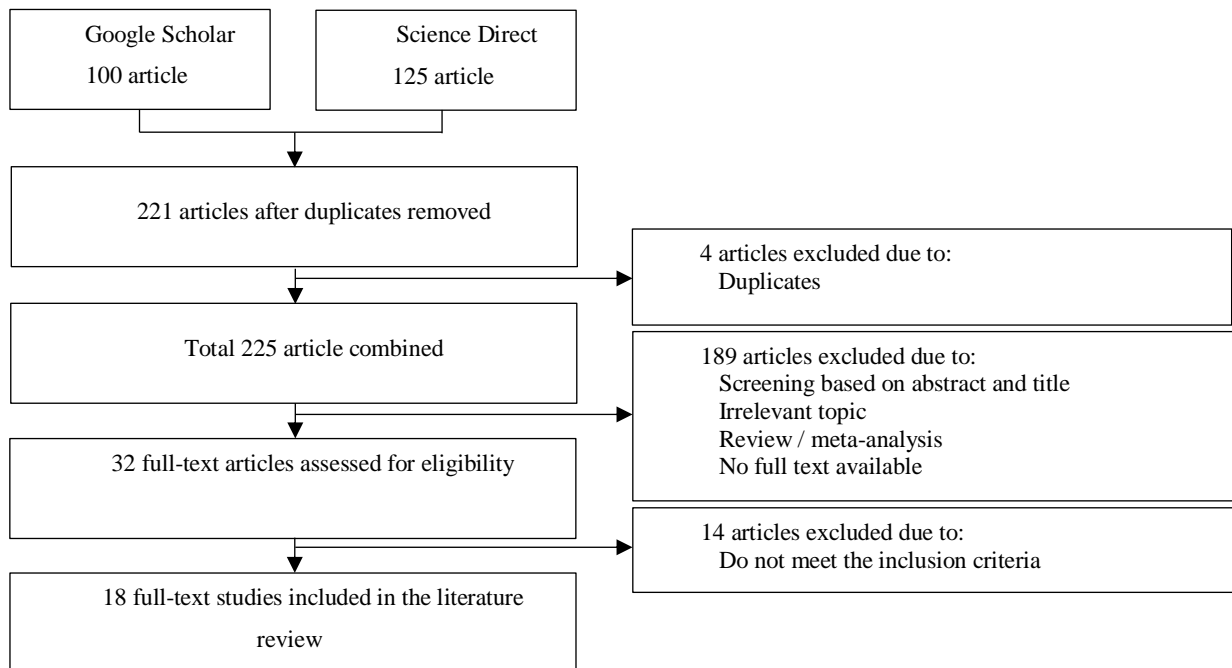 Google Scholar
100 article
Science Direct
125 article
221 articles after duplicates removed
4 articles excluded due to:
Duplicates
Total 225 article combined
189 articles excluded due to:
Screening based on abstract and title
Irrelevant topic
Review / meta-analysis
No full text available
32 full-text articles assessed for eligibility
14 articles excluded due to:
Do not meet the inclusion criteria
18 full-text studies included in the literature
review